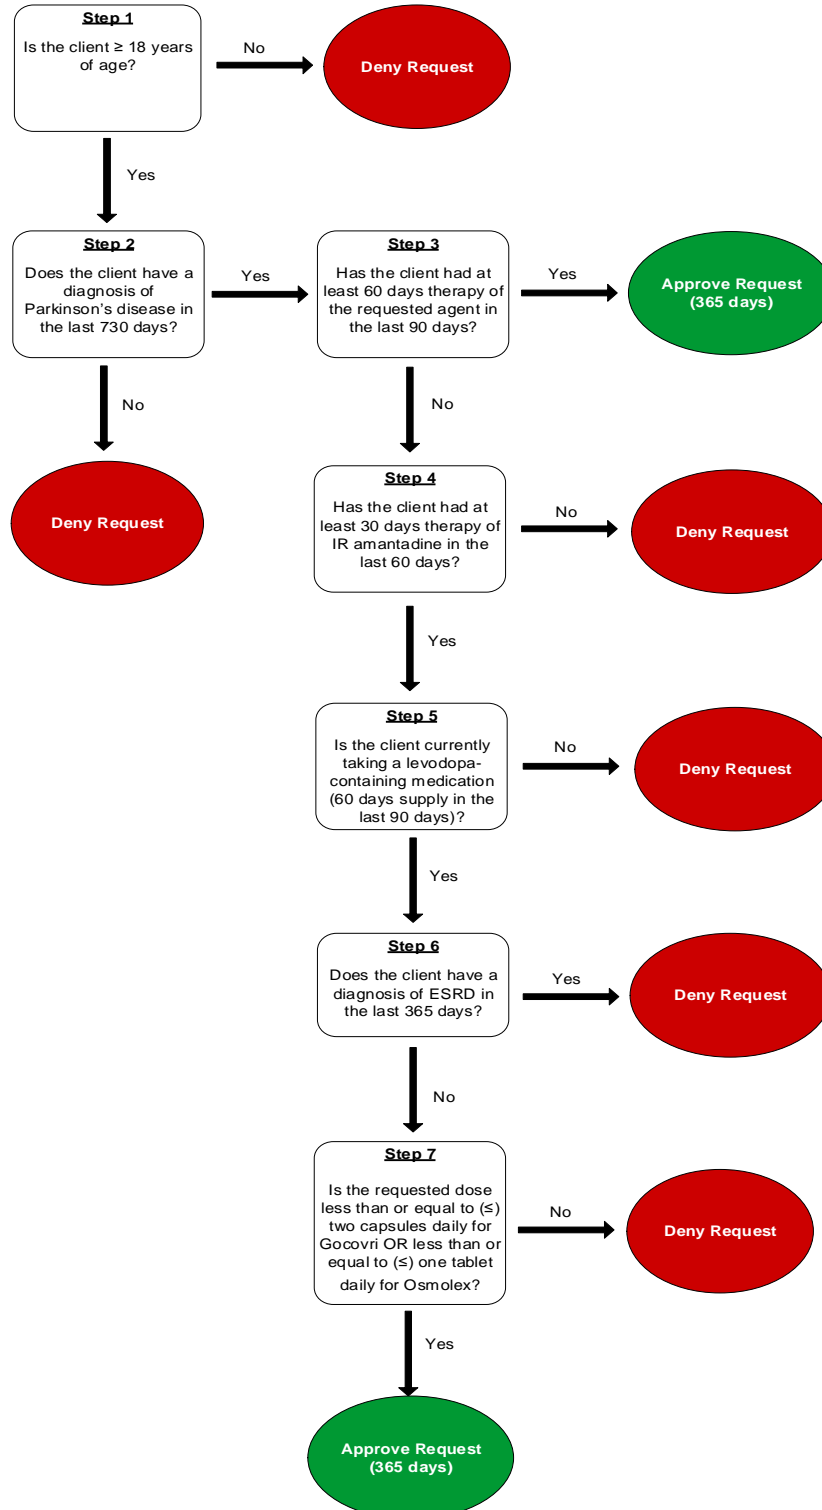 Step 1
Is the client ≥ 18 years
of age?
No
Deny Request
Yes
Step 2
Does the client have a
diagnosis of
Parkinson’s disease in
the last 730 days?
Yes
Step 3
Has the client had at
least 60 days therapy of
the requested agent in
the last 90 days?
Yes
Approve Request
(365 days)
No
Deny Request
No
Step 4
Has the client had at
least 30 days therapy of
IR amantadine in the
last 60 days?
No
Deny Request
Yes
Step 5
Is the client currently
taking a levodopa-
containing medication
(60 days supply in the
last 90 days)?
No
Deny Request
Yes
Step 6
Does the client have a
diagnosis of ESRD in
the last 365 days?
Yes
Deny Request
No
Step 7
Is the requested dose
less than or equal to (≤)
two capsules daily for
Gocovri OR less than or
equal to (≤) one tablet
daily for Osmolex?
No
Deny Request
Yes
Approve Request
(365 days)